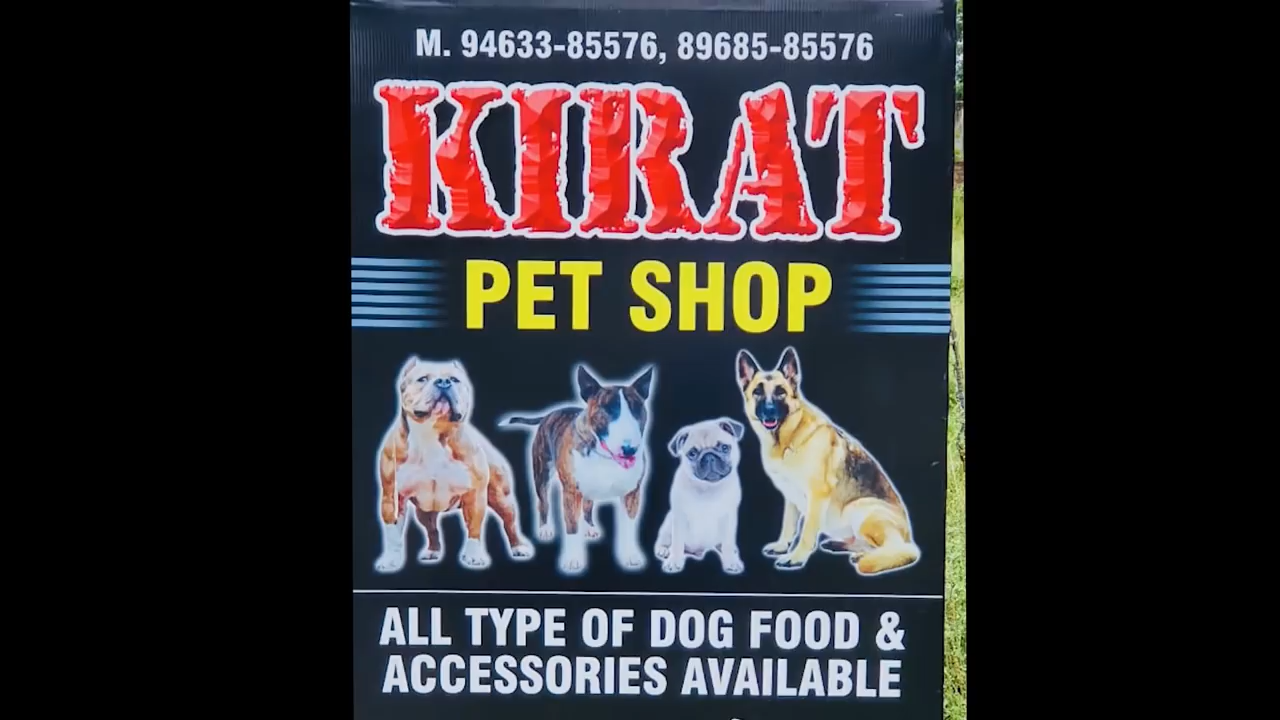 M. 94633-85576, 89685-85576
KIRAT
PET SHOP
ALL TYPE OF DOG FOOD &
ACCESSORIES AVAILABLE